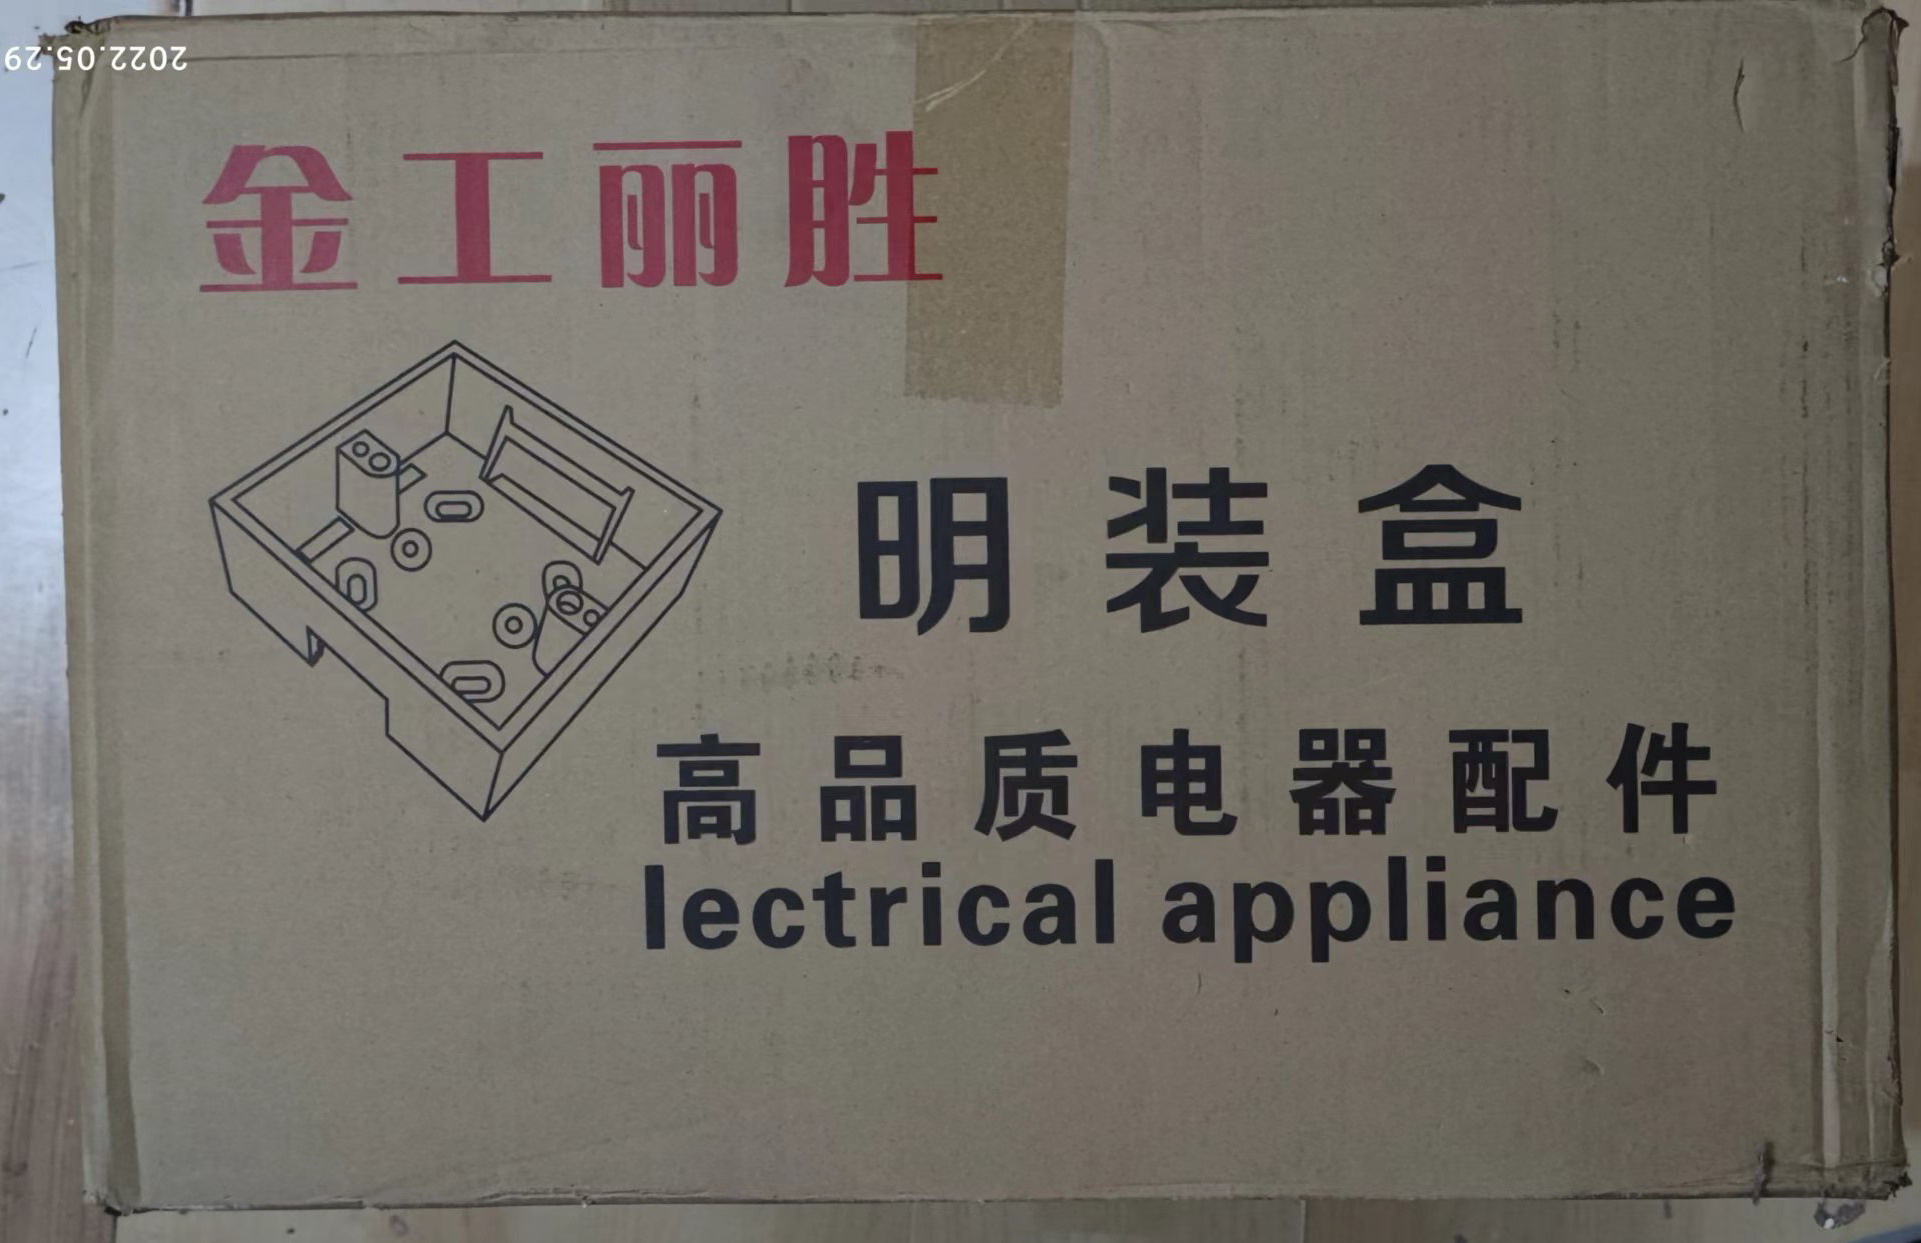 2022.05.29
金工丽胜
明装盒
高品质电器配件
lectrical appliance